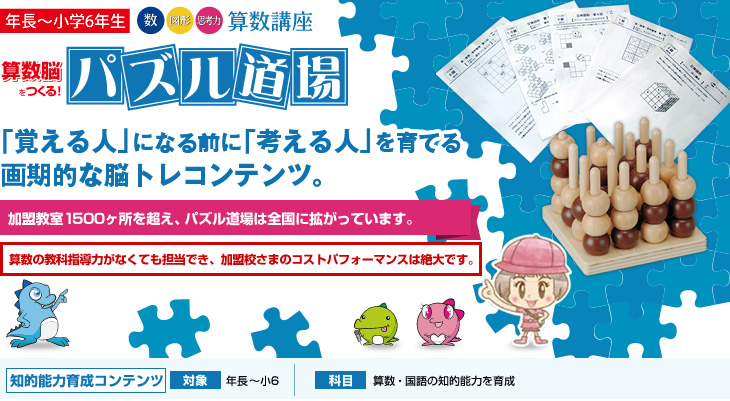 年長～小学6年生 数 図形 思考力 算数講座
算数脳をつくる! パズル道場
「覚える人」になる前に「考える人」を育てる
画期的な脳トレコンテンツ。
加盟教室1500ヶ所を超え、パズル道場は全国に拡がっています。
算数の教科指導力がなくても担当でき、加盟校さまのコストパフォーマンスは絶大です。
知的能力育成コンテンツ 対象 年長～小6 科目 算数・国語の知的能力を育成